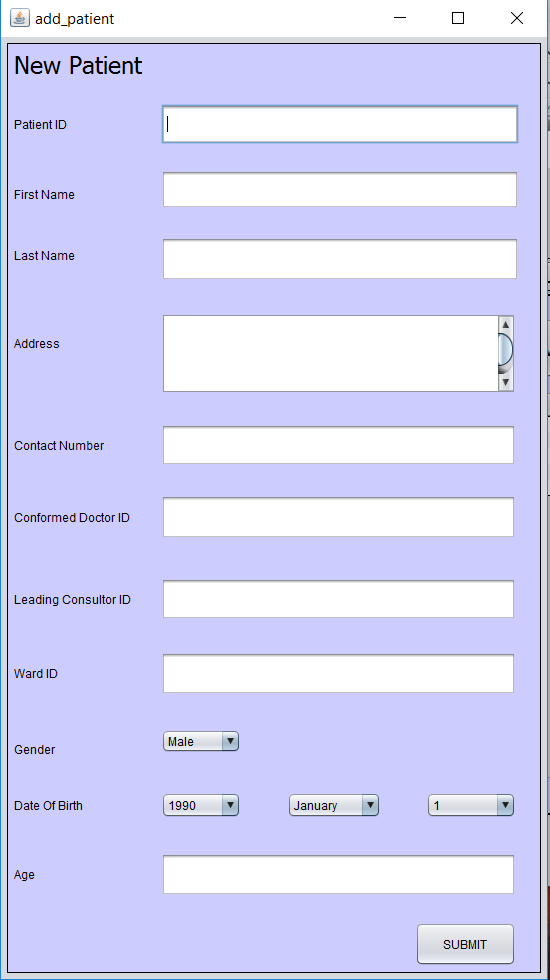 add_patient
New Patient
Patient ID
First Name
Last Name
Address
Contact Number
Conformed Doctor ID
Leading Consultor ID
Ward ID
Gender Male
Date Of Birth 1990 January 1
Age
SUBMIT